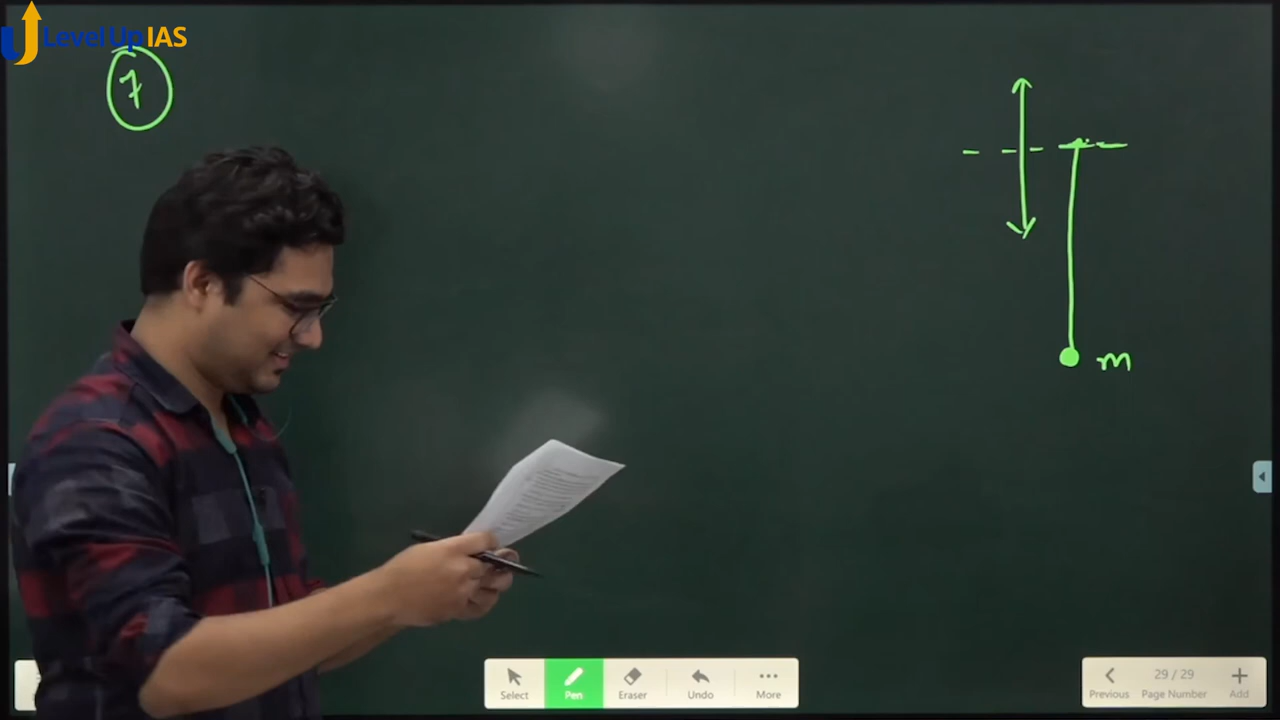 Level Up IAS
7
m
Select
Pen
Eraser
Undo
More
Previous
29 / 29
Page Number
Add